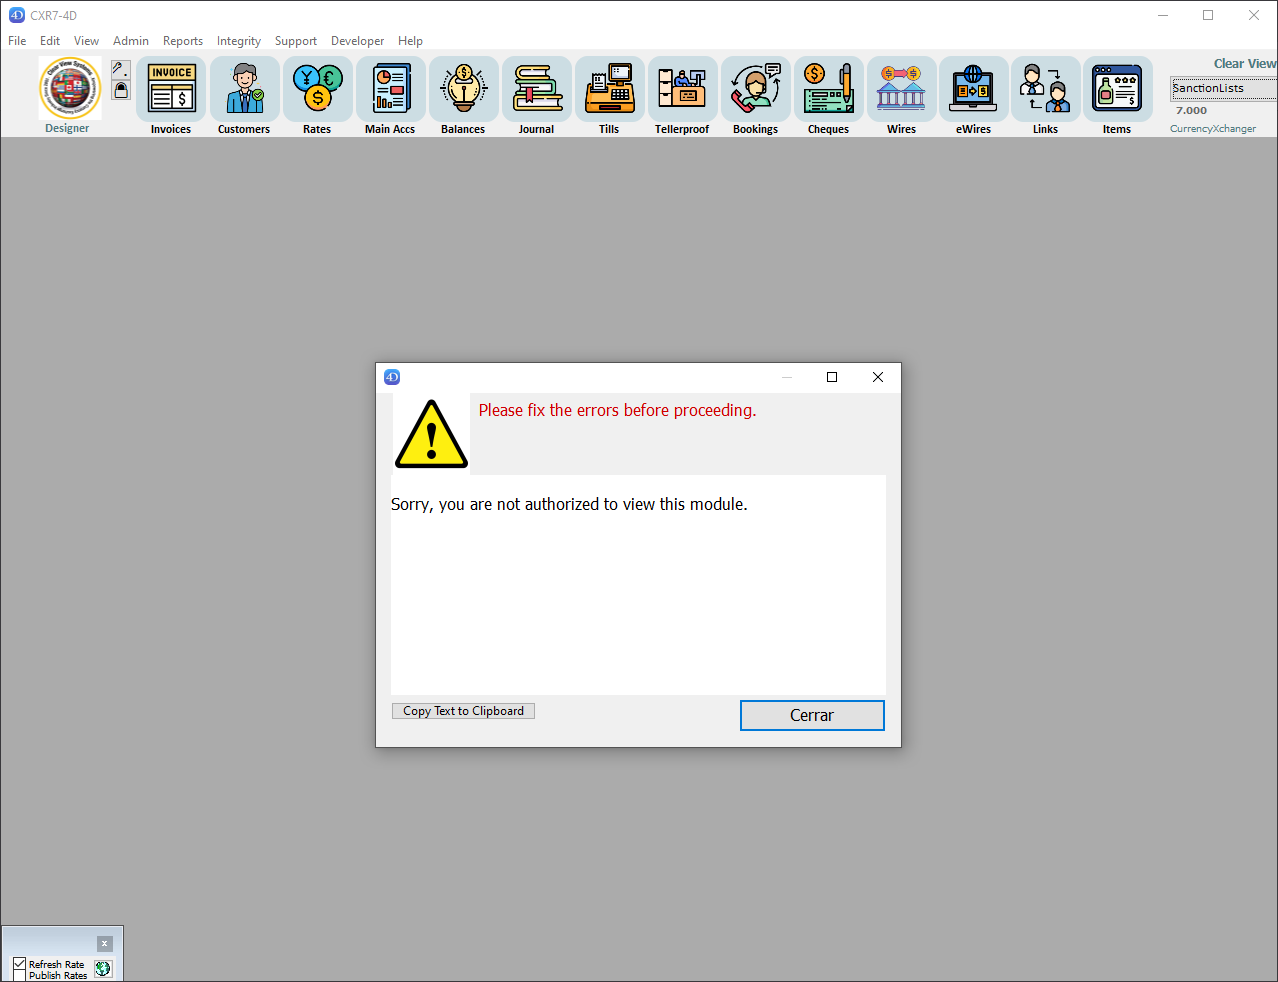 CXR7-4D
File Edit View Admin Reports Integrity Support Developer Help
Clear View
SanctionLists
7.000
CurrencyXchanger
Designer
INVOICE
Invoices Customers Rates Main Accs Balances Journal Tills Tellerproof Bookings Cheques Wires eWires Links Items
4D
Please fix the errors before proceeding.
Sorry, you are not authorized to view this module.
Copy Text to Clipboard
Cerrar
Refresh Rate
Publish Rates